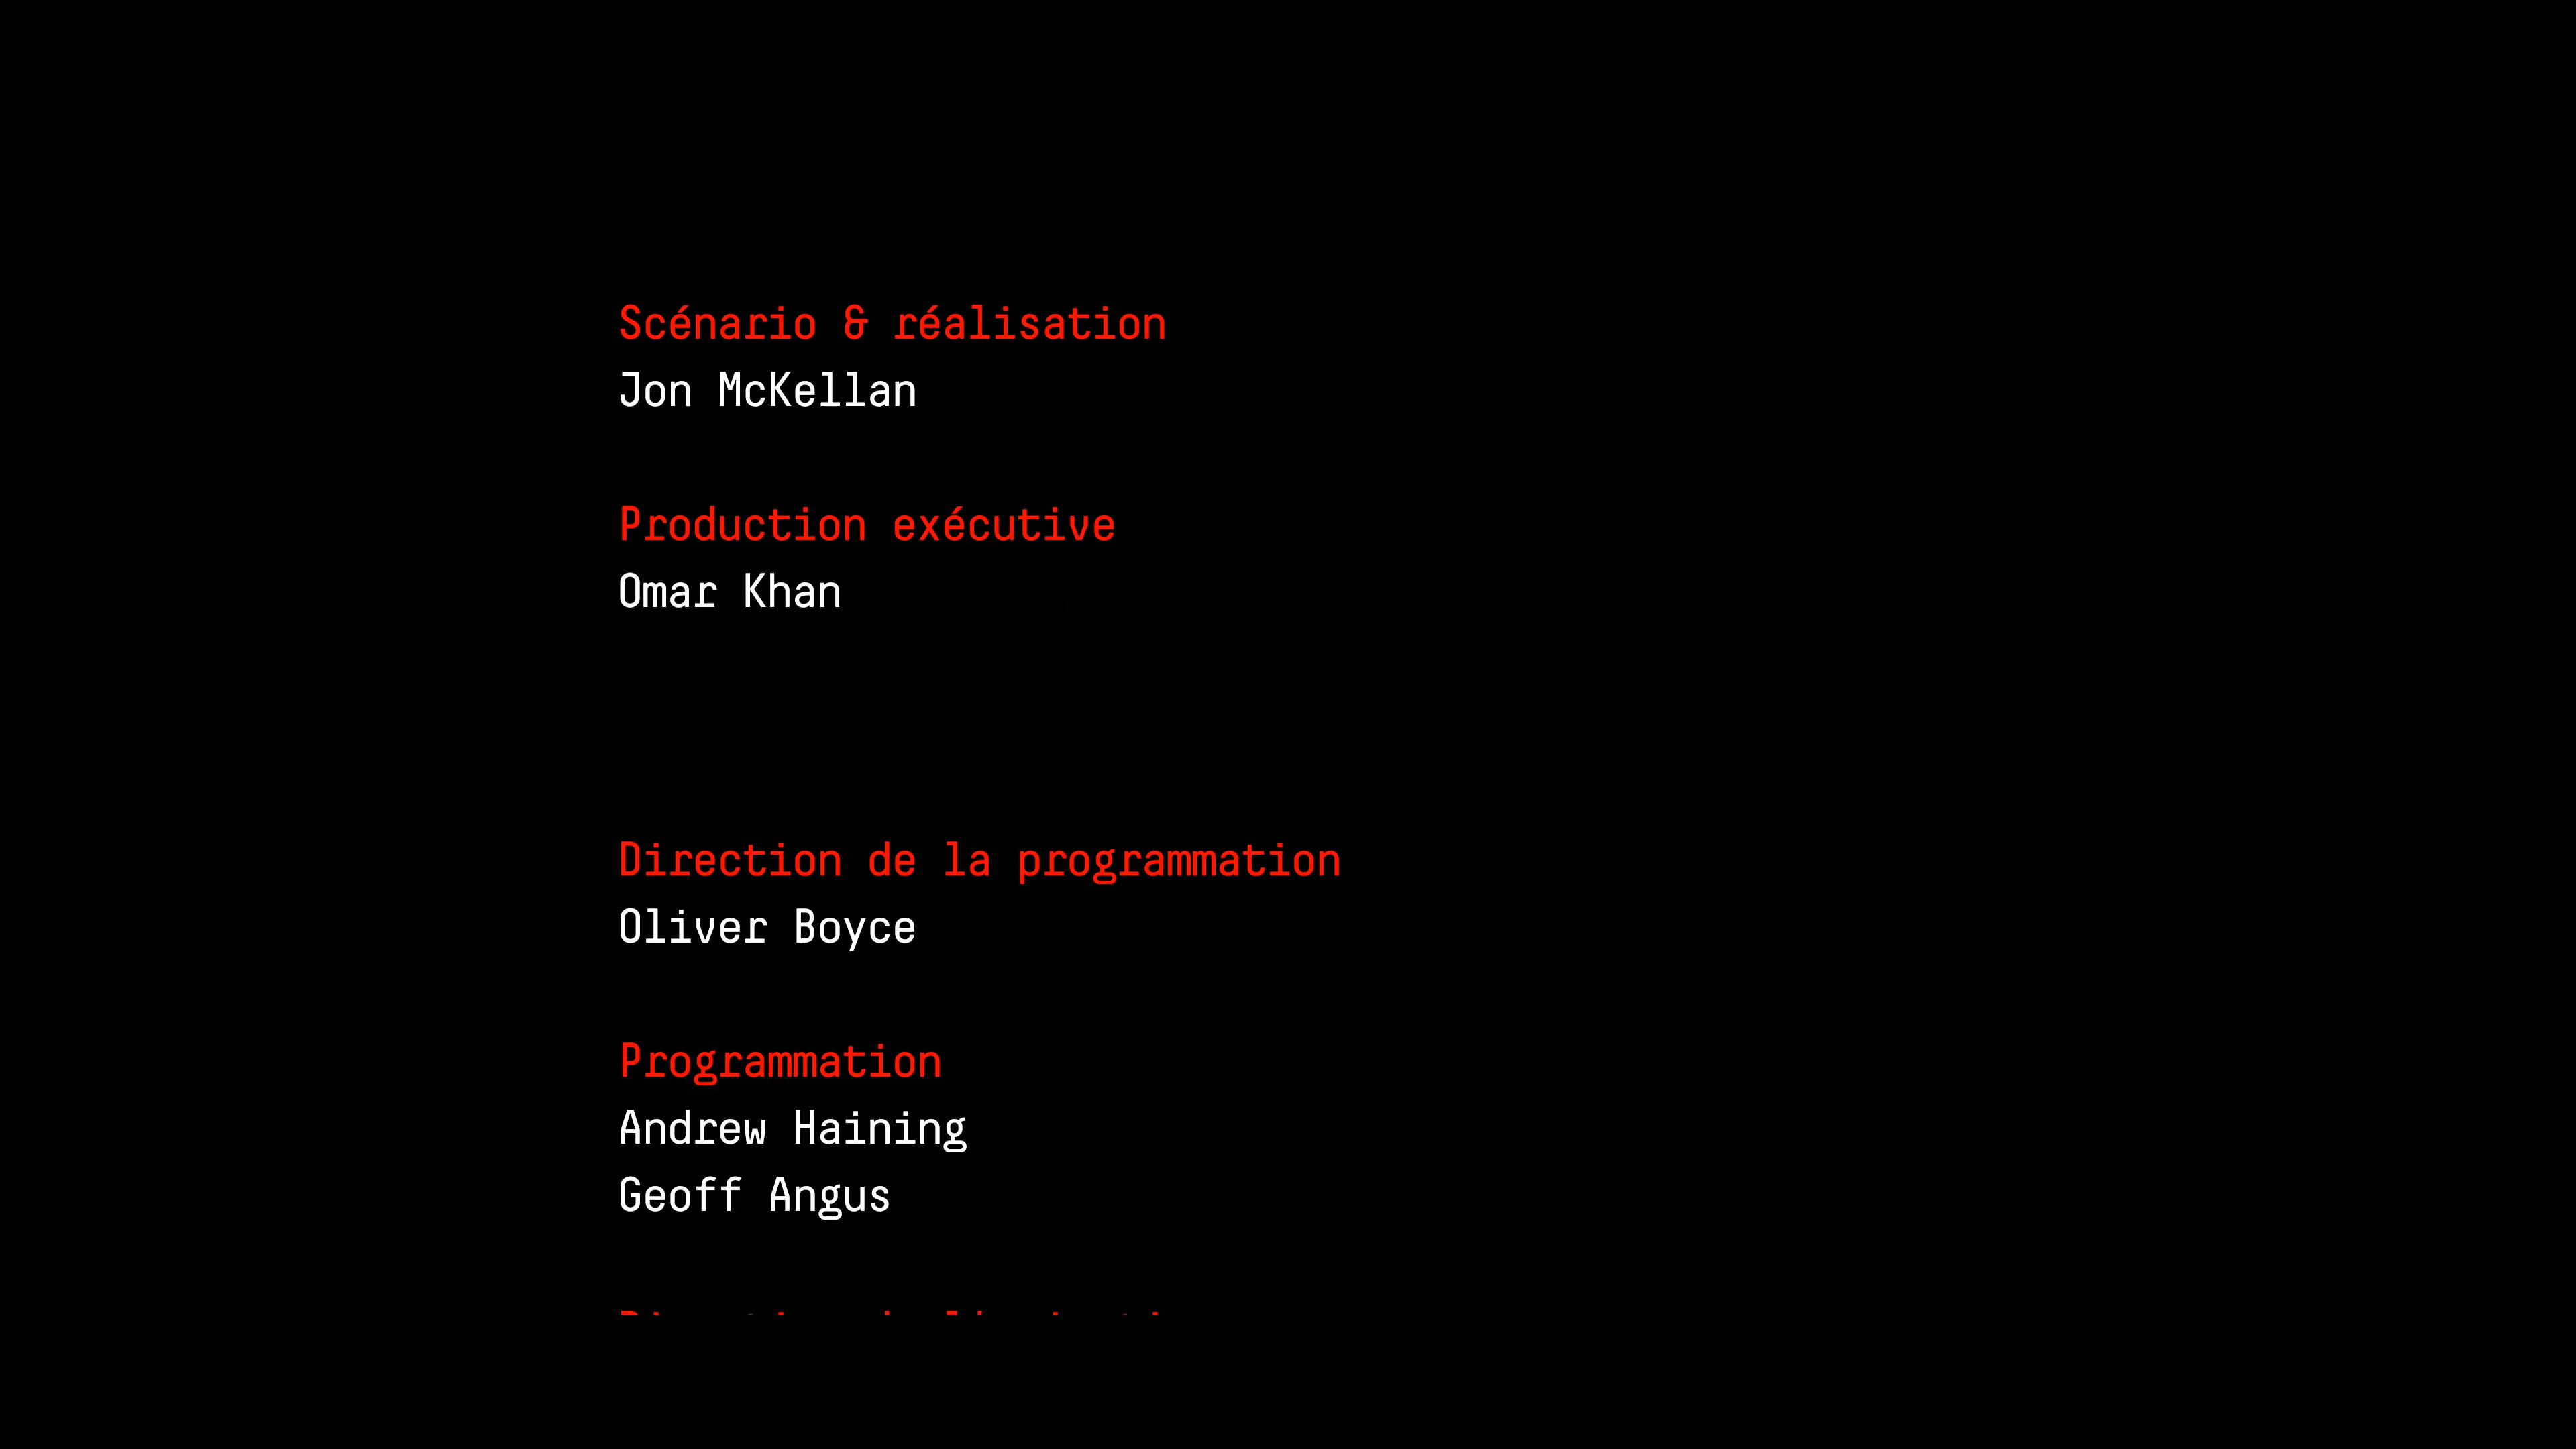 Scénario & réalisation
Jon McKellan
Production exécutive
Omar Khan
Direction de la programmation
Oliver Boyce
Programmation
Andrew Haining
Geoff Angus